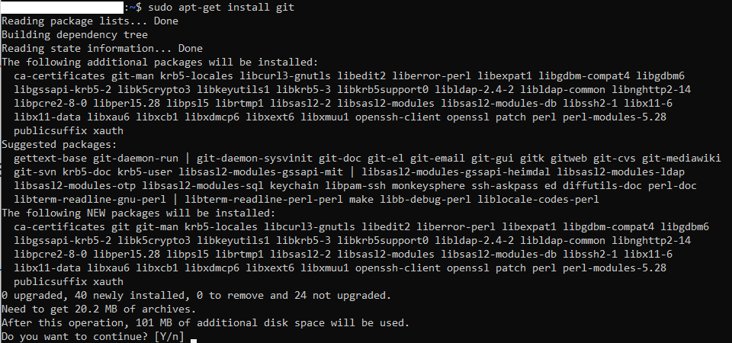 :~$ sudo apt-get install git
Reading package lists... Done
Building dependency tree
Reading state information... Done
The following additional packages will be installed:
ca-certificates git-man krb5-locales libcurl3-gnutls libedit2 liberror-perl libexpat1 libgdbm-compat4 libgdbm6
libgssapi-krb5-2 libk5crypto3 libkeyutils1 libkrb5-3 libkrb5support0 libldap-2.4-2 libldap-common libnghttp2-14
libpcre2-8-0 libperl5.28 libpsl5 librtmp1 libsasl2-2 libsasl2-modules libsasl2-modules-db libssh2-1 libx11-6
libx11-data libxau6 libxcb1 libxdmcp6 libxext6 libxmuu1 openssh-client openssl patch perl perl-modules-5.28
publicsuffix xauth
Suggested packages:
gettext-base git-daemon-run | git-daemon-sysvinit git-doc git-el git-email git-gui gitk gitweb git-cvs git-mediawiki
git-svn krb5-doc krb5-user libsasl2-modules-gssapi-mit | libsasl2-modules-gssapi-heimdal libsasl2-modules-ldap
libsasl2-modules-otp libsasl2-modules-sql keychain libpam-ssh monkeysphere ssh-askpass ed diffutils-doc perl-doc
libterm-readline-gnu-perl | libterm-readline-perl-perl make libb-debug-perl liblocale-codes-perl
The following NEW packages will be installed:
ca-certificates git git-man krb5-locales libcurl3-gnutls libedit2 liberror-perl libexpat1 libgdbm-compat4 libgdbm6
libgssapi-krb5-2 libk5crypto3 libkeyutils1 libkrb5-3 libkrb5support0 libldap-2.4-2 libldap-common libnghttp2-14
libpcre2-8-0 libperl5.28 libpsl5 librtmp1 libsasl2-2 libsasl2-modules libsasl2-modules-db libssh2-1 libx11-6
libx11-data libxau6 libxcb1 libxdmcp6 libxext6 libxmuu1 openssh-client openssl patch perl perl-modules-5.28
publicsuffix xauth
0 upgraded, 40 newly installed, 0 to remove and 24 not upgraded.
Need to get 20.2 MB of archives.
After this operation, 101 MB of additional disk space will be used.
Do you want to continue? [Y/n]